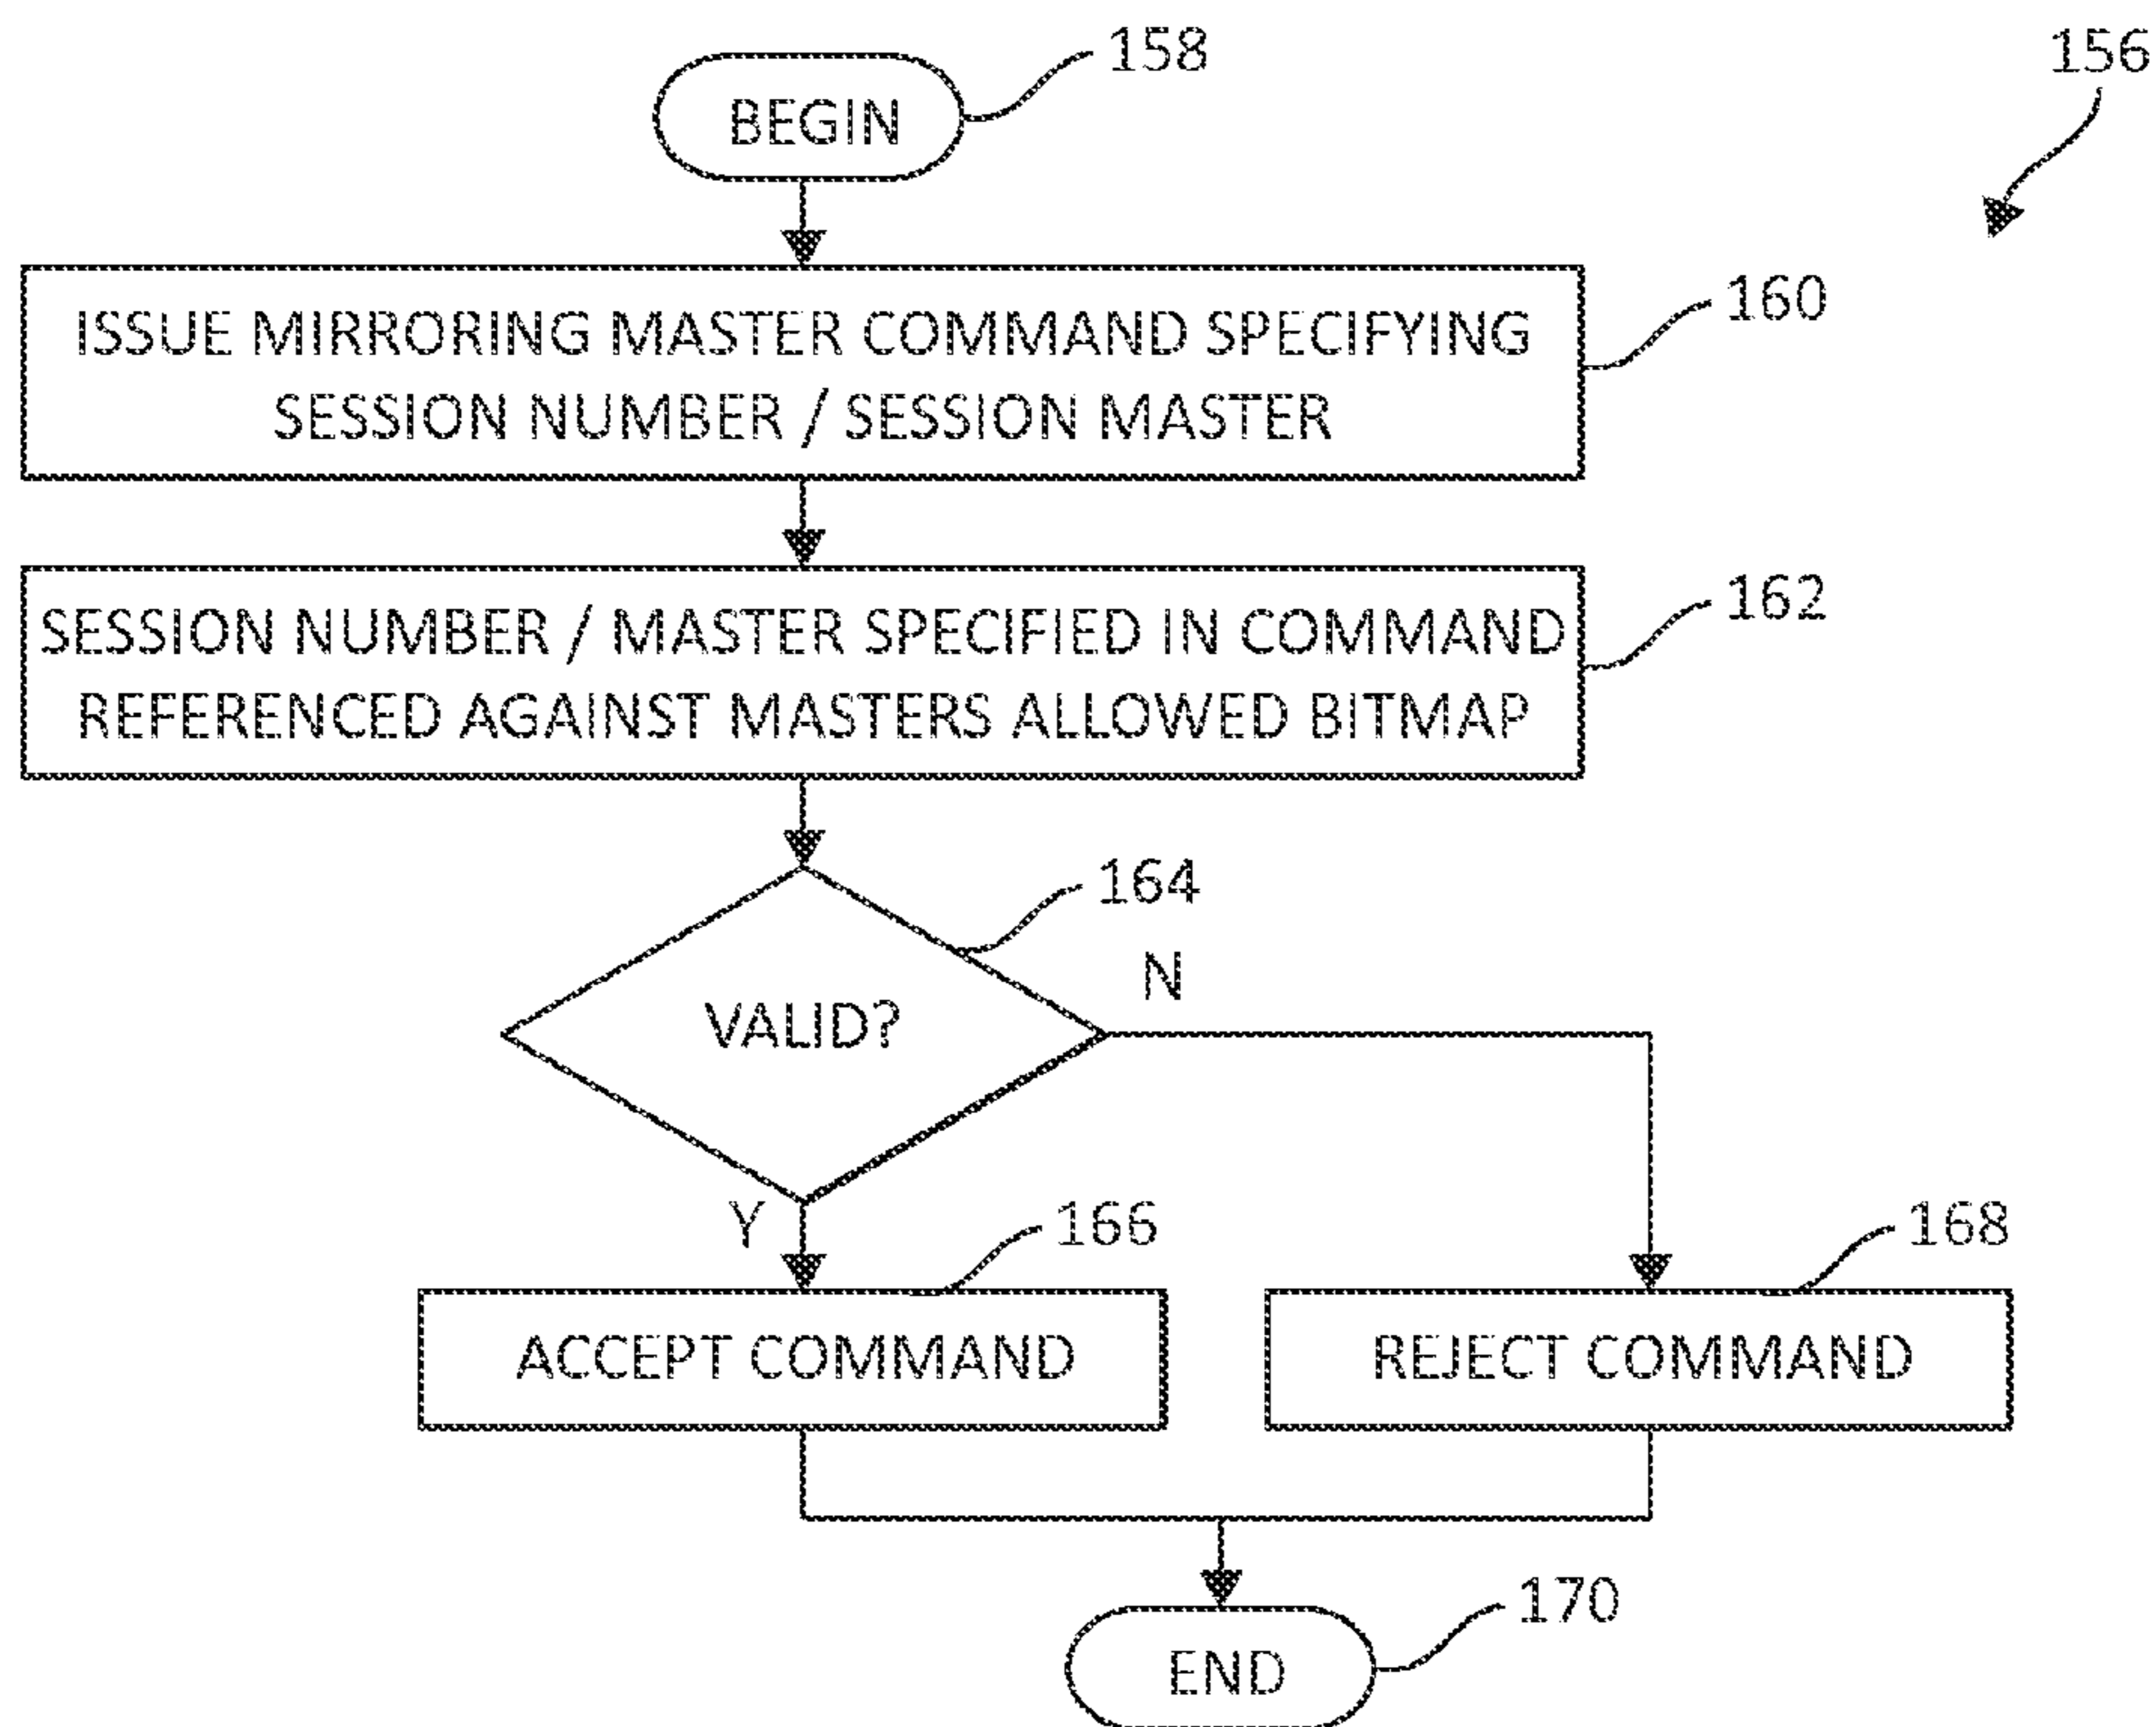 158
156
BEGIN
160
ISSUE MIRRORING MASTER COMMAND SPECIFYING
SESSION NUMBER / SESSION MASTER
162
SESSION NUMBER / MASTER SPECIFIED IN COMMAND
REFERENCED AGAINST MASTERS ALLOWED BITMAP
164
N
VALID?
Y
166
168
ACCEPT COMMAND
REJECT COMMAND
170
END